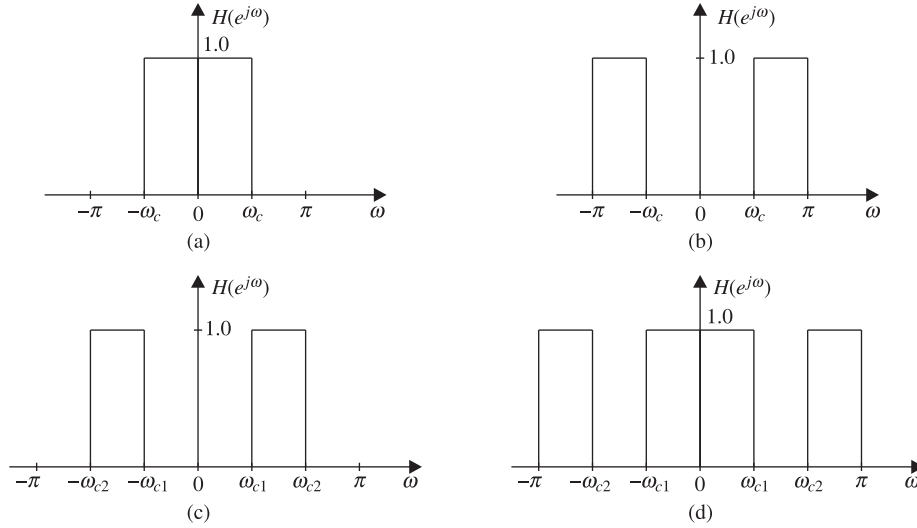 H(e^{jω})
1.0
−π −ω_c 0 ω_c π ω
(a)
H(e^{jω})
1.0
−π −ω_c 0 ω_c π ω
(b)
H(e^{jω})
1.0
−π −ω_{c2} −ω_{c1} 0 ω_{c1} ω_{c2} π ω
(c)
H(e^{jω})
1.0
−π −ω_{c2} −ω_{c1} 0 ω_{c1} ω_{c2} π ω
(d)